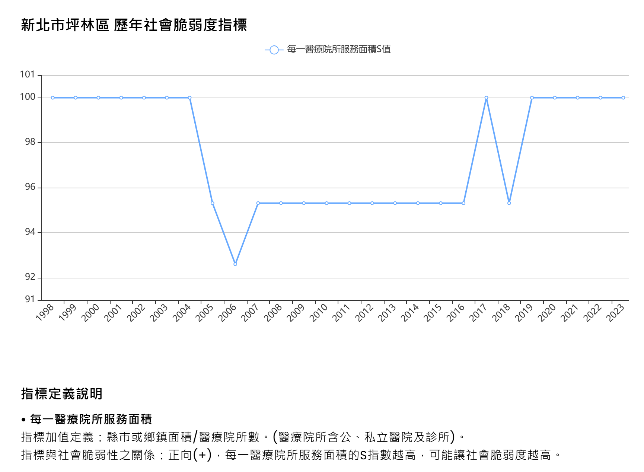 新北市坪林區 歷年社會脆弱度指標
每一醫療院所服務面積S值
101
100
98
96
94
92
91
1998 1999 2000 2001 2002 2003 2004 2005 2006 2007 2008 2009 2010 2011 2012 2013 2014 2015 2016 2017 2018 2019 2020 2021 2022 2023
指標定義說明
• 每一醫療院所服務面積
指標加值定義：縣市或鄉鎮面積/醫療院所數，(醫療院所含公、私立醫院及診所)。
指標與社會脆弱性之關係：正向(+)，每一醫療院所服務面積的S指數越高，可能讓社會脆弱度越高。